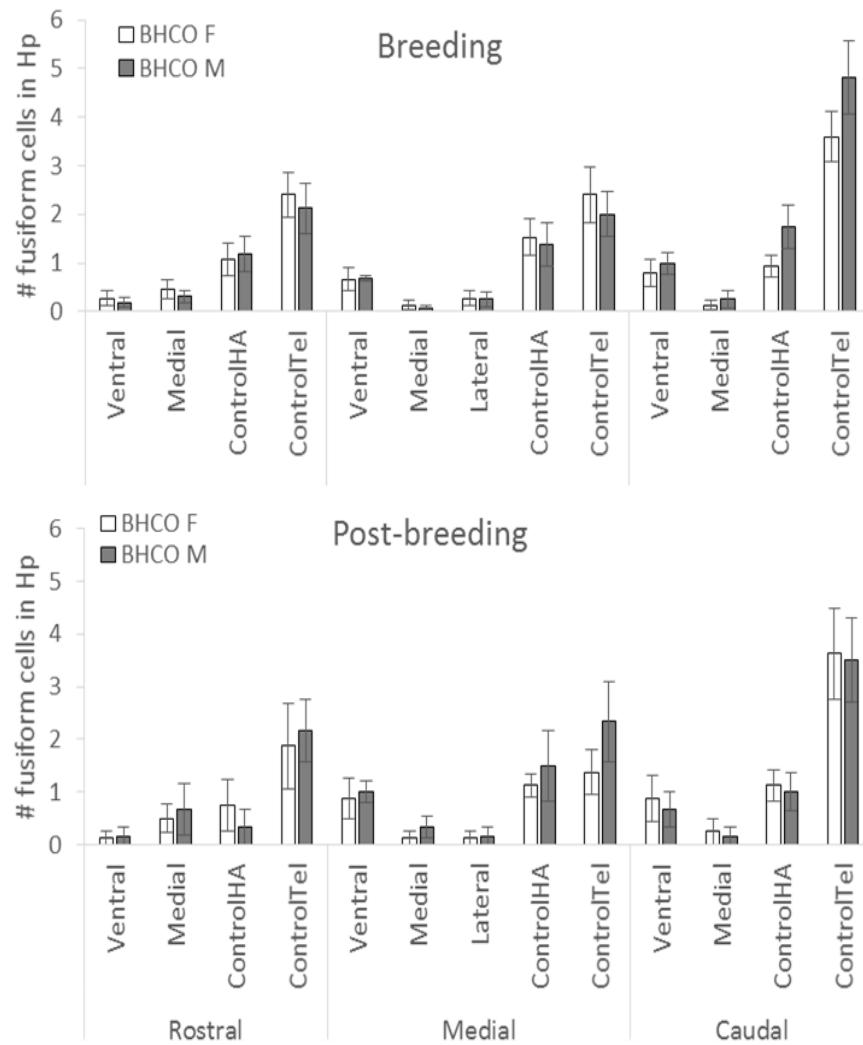 Breeding
BHCO F
BHCO M
# fusiform cells in Hp
6
5
4
3
2
1
0
Ventral
Medial
ControlHA
ControlTel
Ventral
Medial
Lateral
ControlHA
ControlTel
Ventral
Medial
ControlHA
ControlTel
Post-breeding
BHCO F
BHCO M
# fusiform cells in Hp
6
5
4
3
2
1
0
Ventral
Medial
ControlHA
ControlTel
Ventral
Medial
Lateral
ControlHA
ControlTel
Ventral
Medial
ControlHA
ControlTel
Rostral
Medial
Caudal